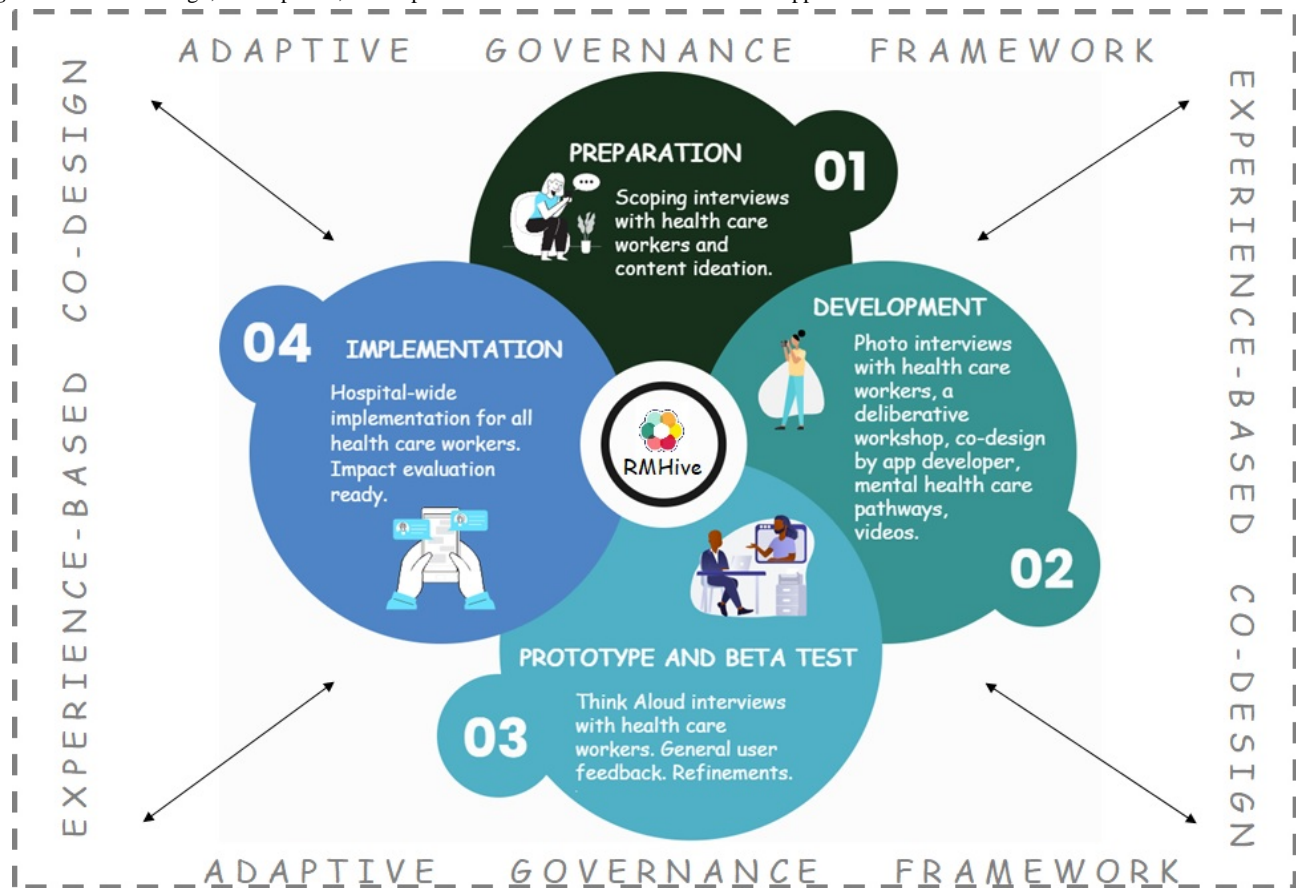 ADAPTIVE GOVERNANCE FRAMEWORK
EXPERIENCE-BASED CO-DESIGN
EXPERIENCE-BASED CO-DESIGN
PREPARATION
01
Scoping interviews
with health care
workers and
content ideation.
DEVELOPMENT
Photo interviews
with health care
workers, a
deliberative
workshop, co-design
by app developer,
mental health care
pathways,
videos.
02
04
IMPLEMENTATION
Hospital-wide
implementation for all
health care workers.
Impact evaluation
ready.
RMHive
PROTOTYPE AND BETA TEST
03
Think Aloud interviews
with health care
workers. General user
feedback. Refinements.
ADAPTIVE GOVERNANCE FRAMEWORK